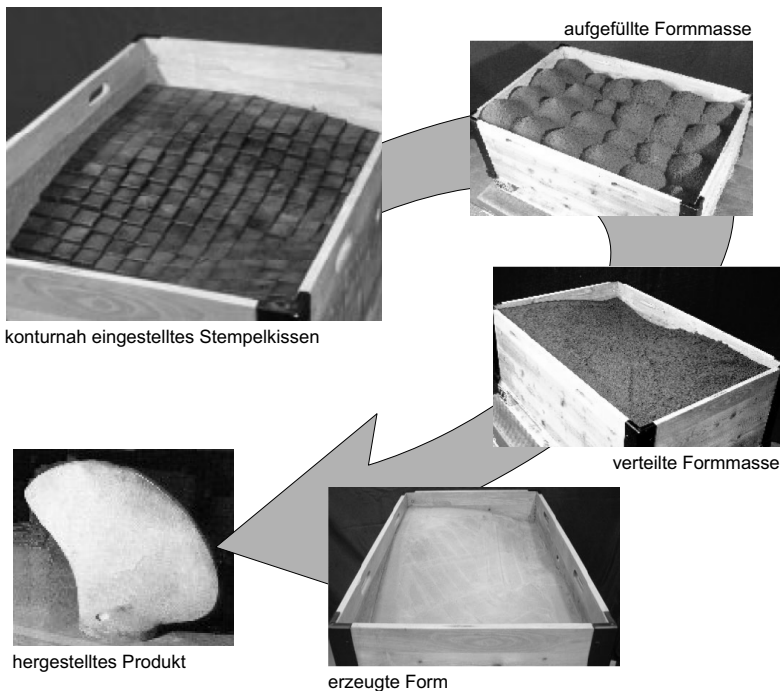 aufgefüllte Formmasse
konturnah eingestelltes Stempelkissen
verteilte Formmasse
hergestelltes Produkt
erzeugte Form